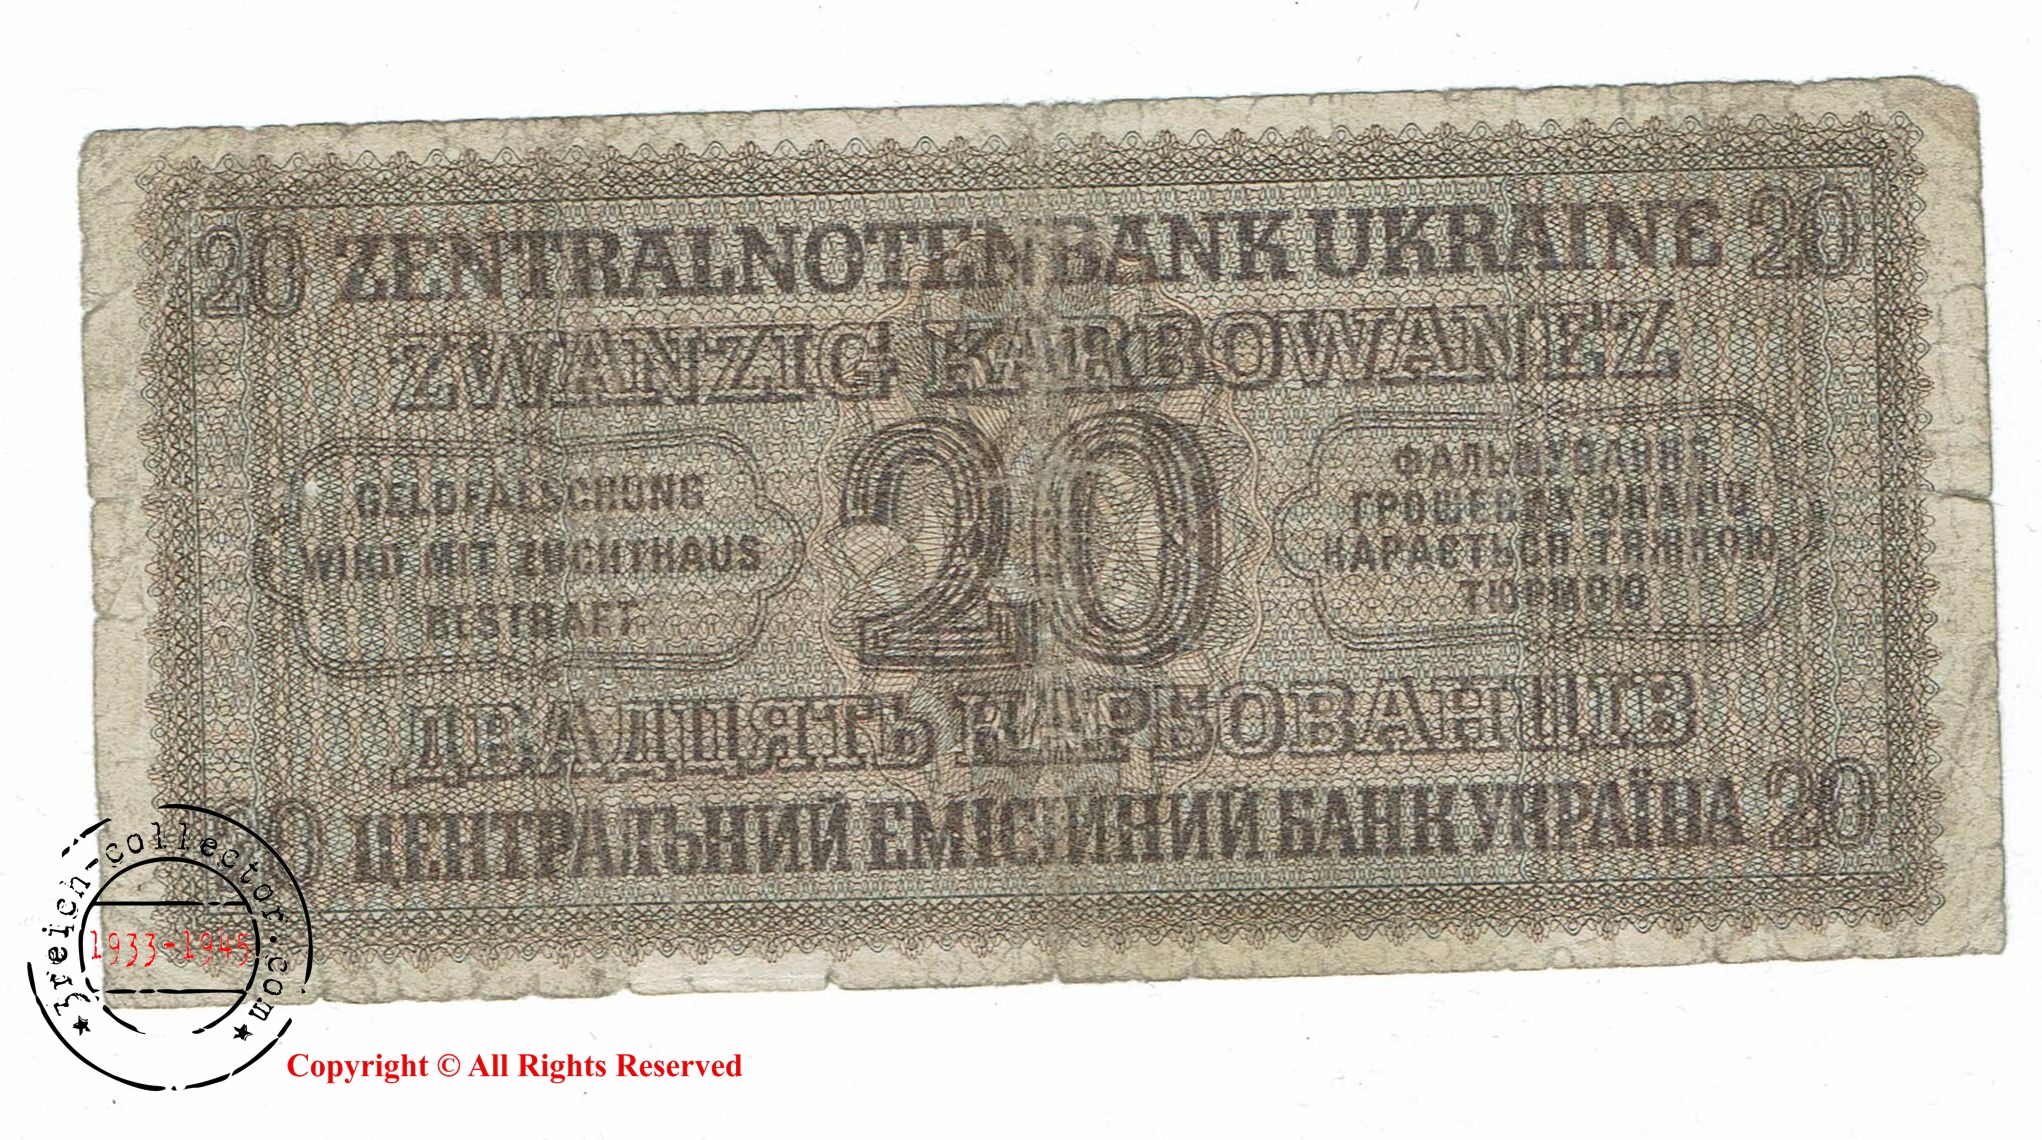 20 ZENTRALNOTENBANK UKRAINE 20
ZWANZIG KARBOWANEZ
GELDFÄLSCHUNG
WIRD MIT ZUCHTHAUS
BESTRAFT
20
ФАЛЬШУВАННЯ
ГРОШЕВИХ ЗНАКІВ
КАРАЄТЬСЯ ТЯЖКОЮ
ТЮРМОЮ
ДВАДЦЯТЬ КАРБОВАНЦІВ
20 ЦЕНТРАЛЬНИЙ ЕМІСІЙНИЙ БАНК УКРАЇНА 20
3reich-collector.com
1933-1945
Copyright © All Rights Reserved